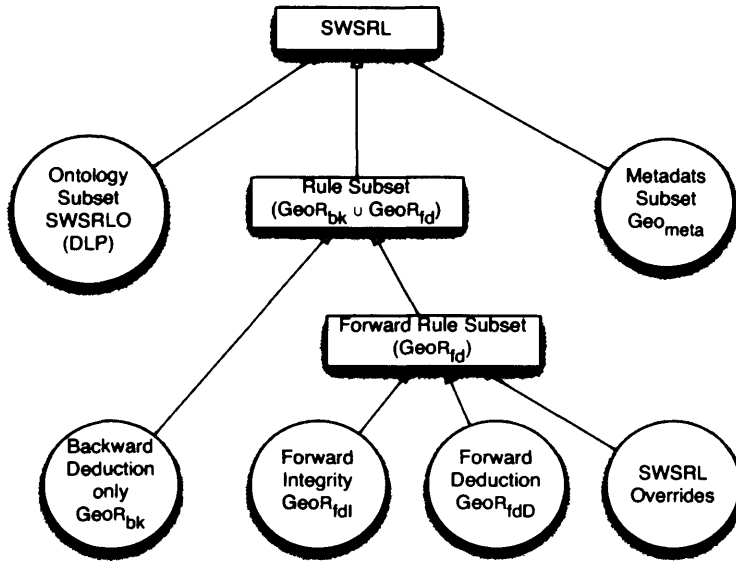 SWSRL
Ontology
Subset
SWSRLO
(DLP)
Rule Subset
(GeoR_bk ∪ GeoR_fd)
Metadats
Subset
Geo_meta
Forward Rule Subset
(GeoR_fd)
Backward
Deduction
only
GeoR_bk
Forward
Integrity
GeoR_fdI
Forward
Deduction
GeoR_fdD
SWSRL
Overrides